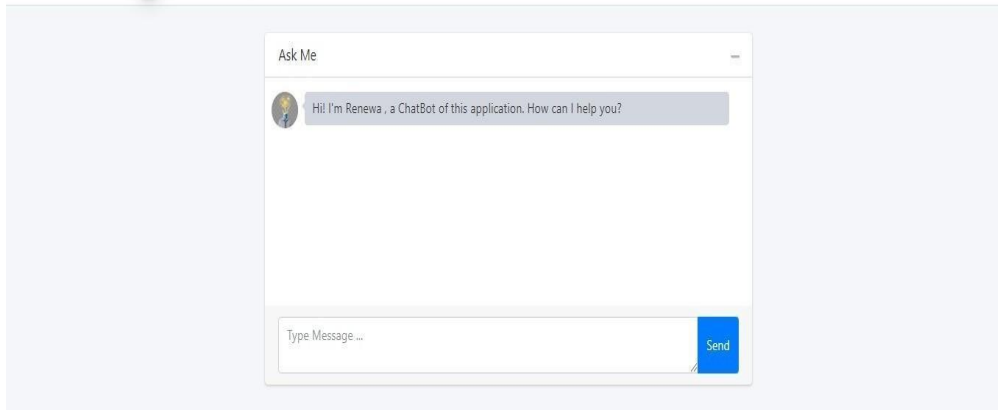 Ask Me
Hi! I'm Renewa , a ChatBot of this application. How can I help you?
Type Message ...
Send